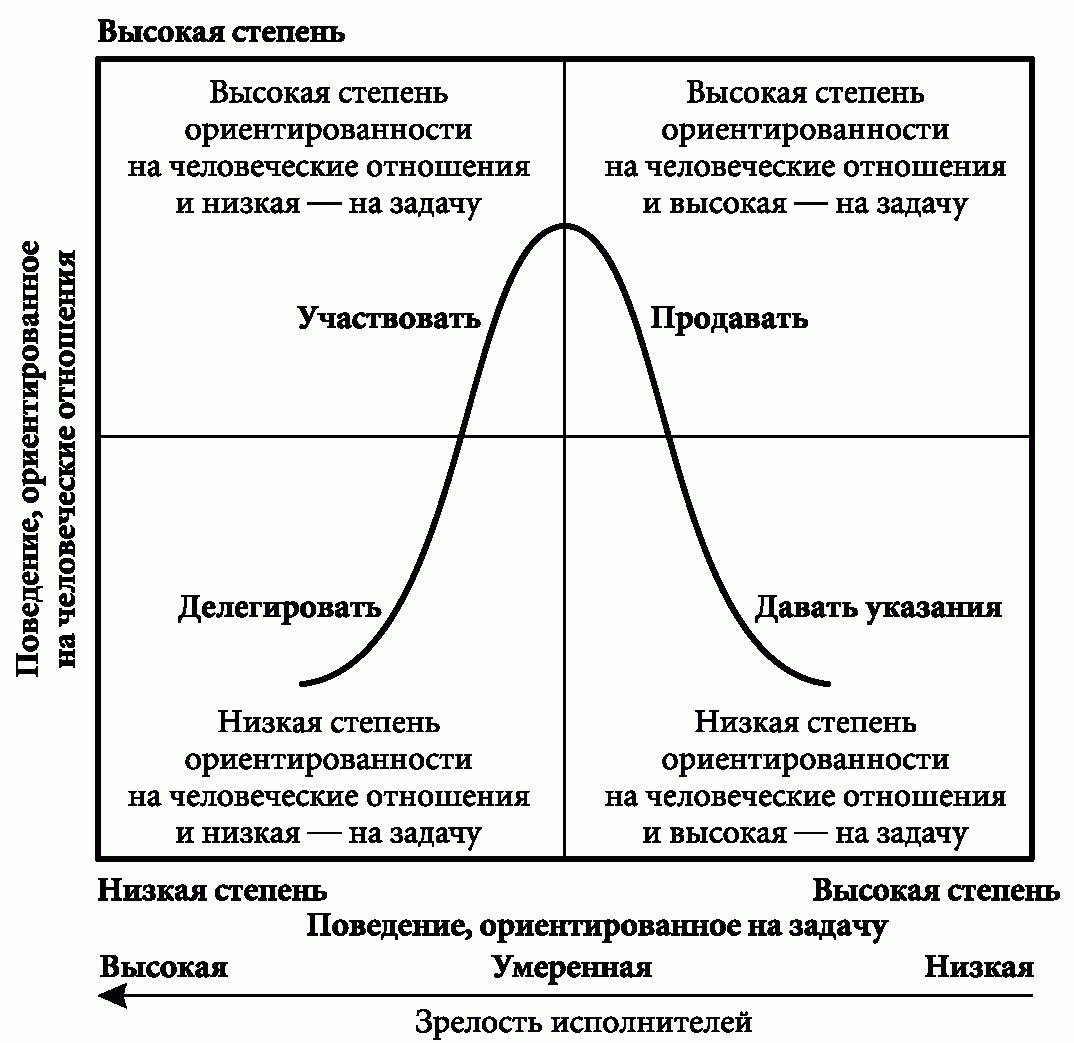 Высокая степень
Высокая степень
ориентированности
на человеческие отношения
и низкая — на задачу
Высокая степень
ориентированности
на человеческие отношения
и высокая — на задачу
Поведение, ориентированное
на человеческие отношения
Участвовать
Продавать
Делегировать
Давать указания
Низкая степень
ориентированности
на человеческие отношения
и низкая — на задачу
Низкая степень
ориентированности
на человеческие отношения
и высокая — на задачу
Низкая степень
Высокая степень
Поведение, ориентированное на задачу
Высокая
Умеренная
Низкая
Зрелость исполнителей